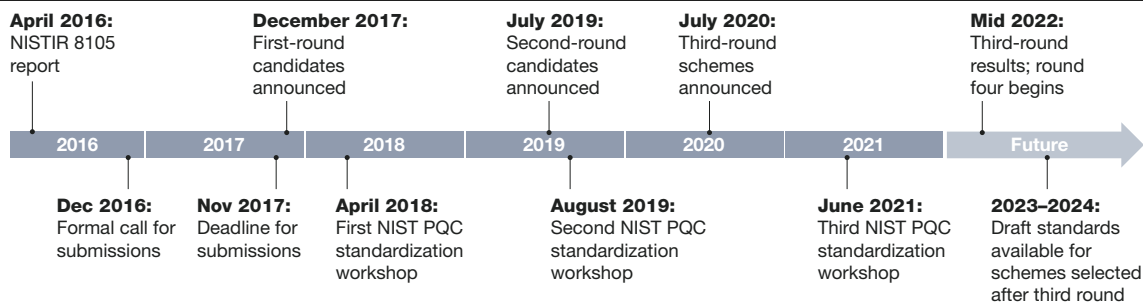 April 2016:
NISTIR 8105
report
December 2017:
First-round
candidates
announced
July 2019:
Second-round
candidates
announced
July 2020:
Third-round
schemes
announced
Mid 2022:
Third-round
results; round
four begins
2016
2017
2018
2019
2020
2021
Future
Dec 2016:
Formal call for
submissions
Nov 2017:
Deadline for
submissions
April 2018:
First NIST PQC
standardization
workshop
August 2019:
Second NIST PQC
standardization
workshop
June 2021:
Third NIST PQC
standardization
workshop
2023–2024:
Draft standards
available for
schemes selected
after third round